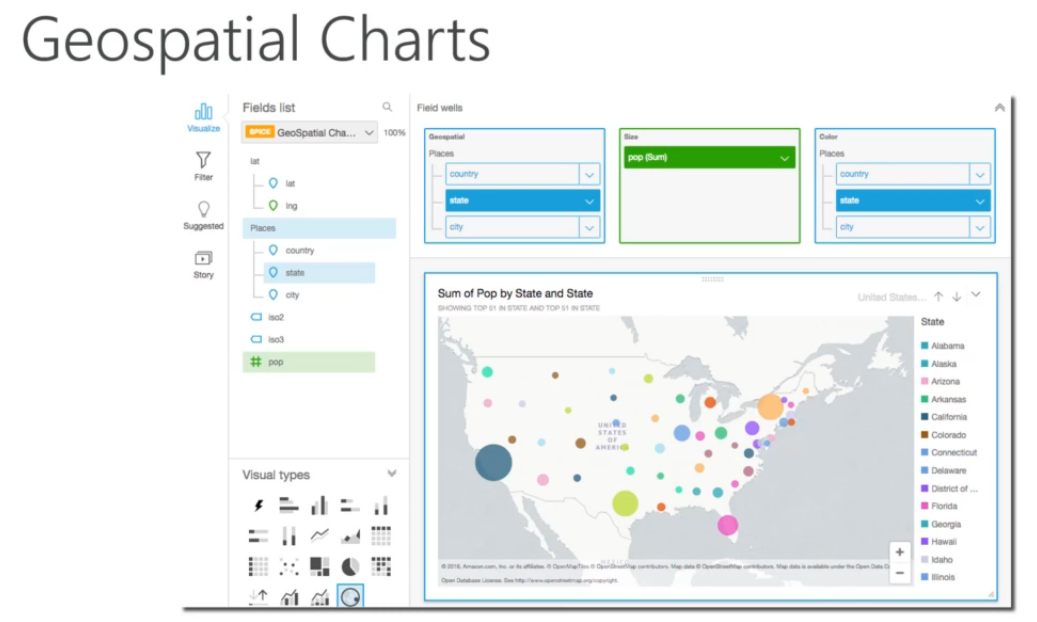 Geospatial Charts
Visualize
Filter
Suggested
Story
Fields list
SPICE GeoSpatial Cha... 100%
lat
lat
lng
Places
country
state
city
iso2
iso3
pop
Visual types
Field wells
Geospatial
Places
country
state
city
Size
pop (Sum)
Color
Places
country
state
city
Sum of Pop by State and State
SHOWING TOP 51 IN STATE AND TOP 51 IN STATE
United States...
UNITED
STATES
OF
AMERICA
© 2018, Amazon.com, Inc. or its affiliates. © OpenMapTiles © OpenStreetMap contributors. Map data © OpenStreetMap contributors. Map data is available under the Open Data C
Open Database License. See http://www.openstreetmap.org/copyright.
+
−
State
Alabama
Alaska
Arizona
Arkansas
California
Colorado
Connecticut
Delaware
District of ...
Florida
Georgia
Hawaii
Idaho
Illinois